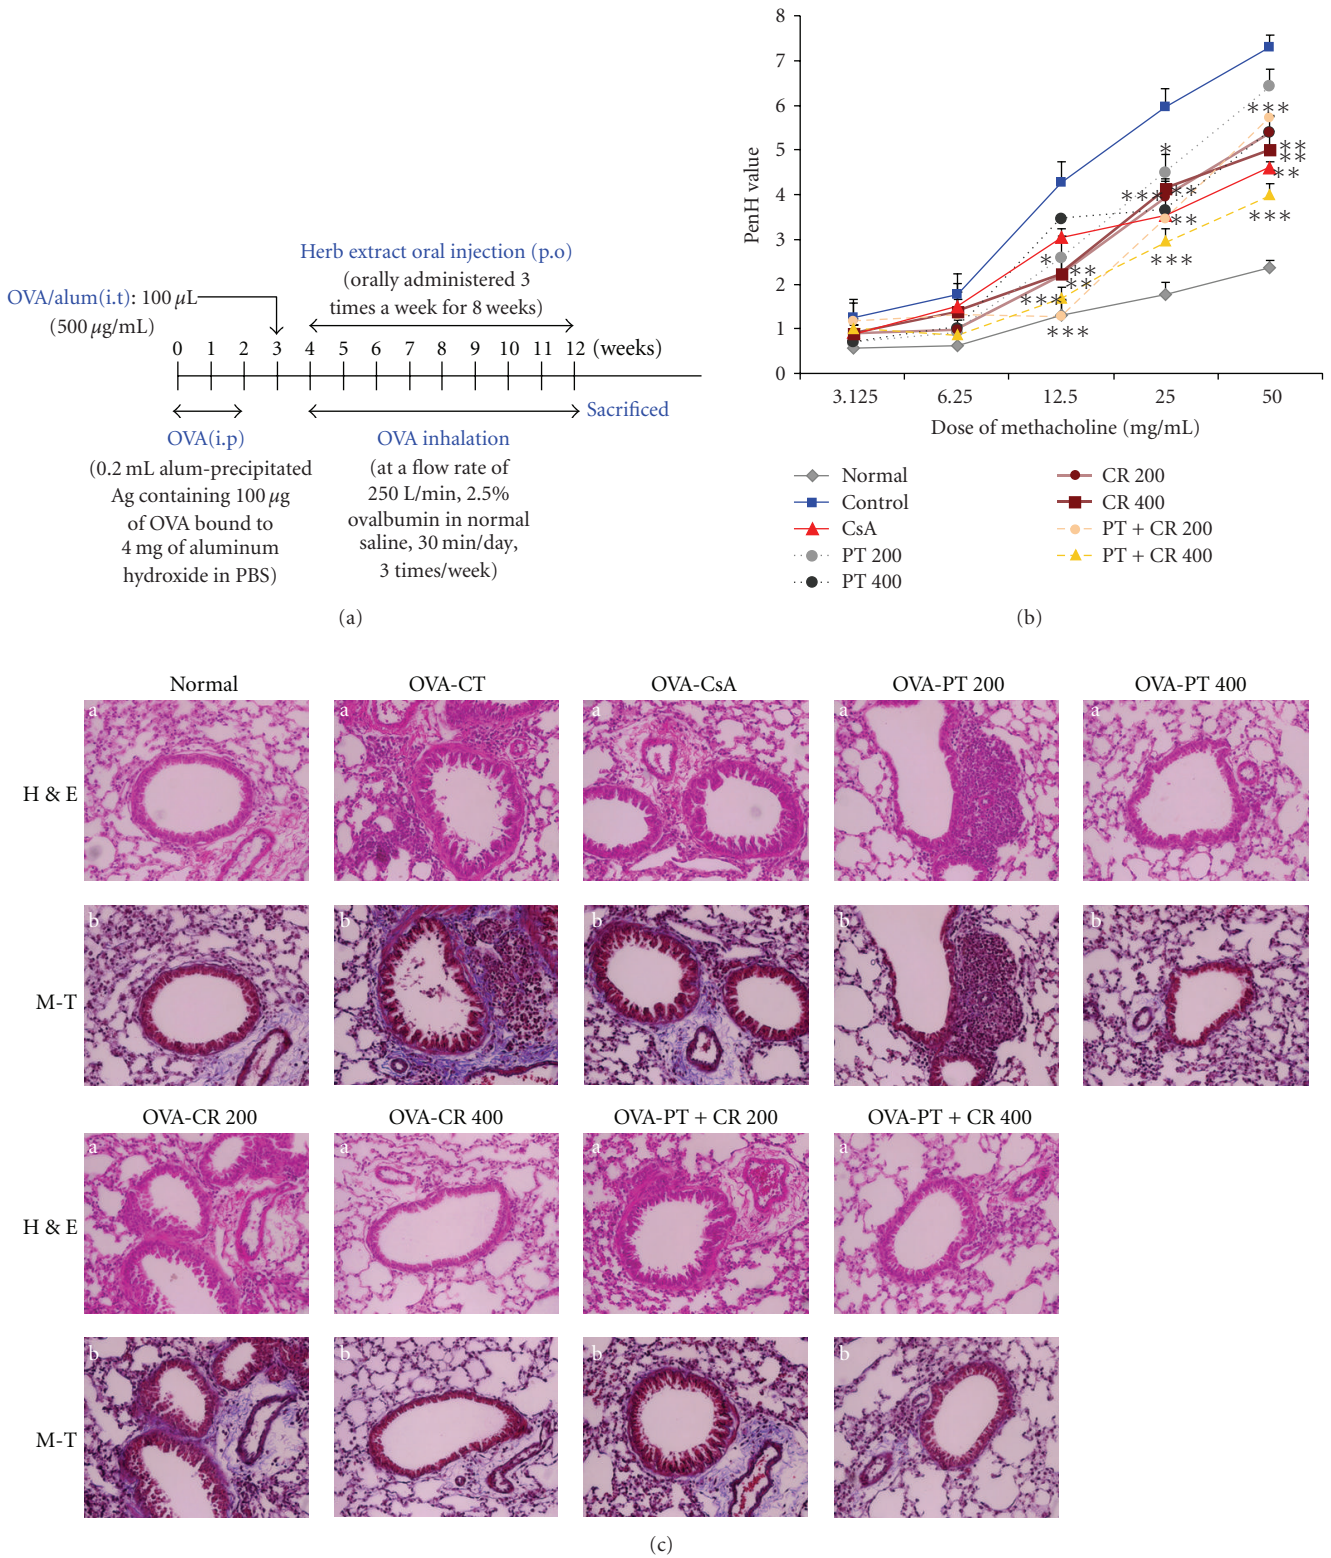 Herb extract oral injection (p.o)
(orally administered 3
times a week for 8 weeks)
OVA/alum(i.t): 100 µL
(500 µg/mL)
0 1 2 3 4 5 6 7 8 9 10 11 12 (weeks)
Sacrificed
OVA(i.p)
(0.2 mL alum-precipitated
Ag containing 100 µg
of OVA bound to
4 mg of aluminum
hydroxide in PBS)
OVA inhalation
(at a flow rate of
250 L/min, 2.5%
ovalbumin in normal
saline, 30 min/day,
3 times/week)
(a)
PenH value
8
7
6
5
4
3
2
1
0
***
*
**
**
*** **
**
**
***
***
* **
**
***
***
3.125 6.25 12.5 25 50
Dose of methacholine (mg/mL)
Normal
Control
CsA
PT 200
PT 400
CR 200
CR 400
PT + CR 200
PT + CR 400
(b)
Normal OVA-CT OVA-CsA OVA-PT 200 OVA-PT 400
H & E
a a a a a
M-T
b b b b b
OVA-CR 200 OVA-CR 400 OVA-PT + CR 200 OVA-PT + CR 400
H & E
a a a a
M-T
b b b b
(c)